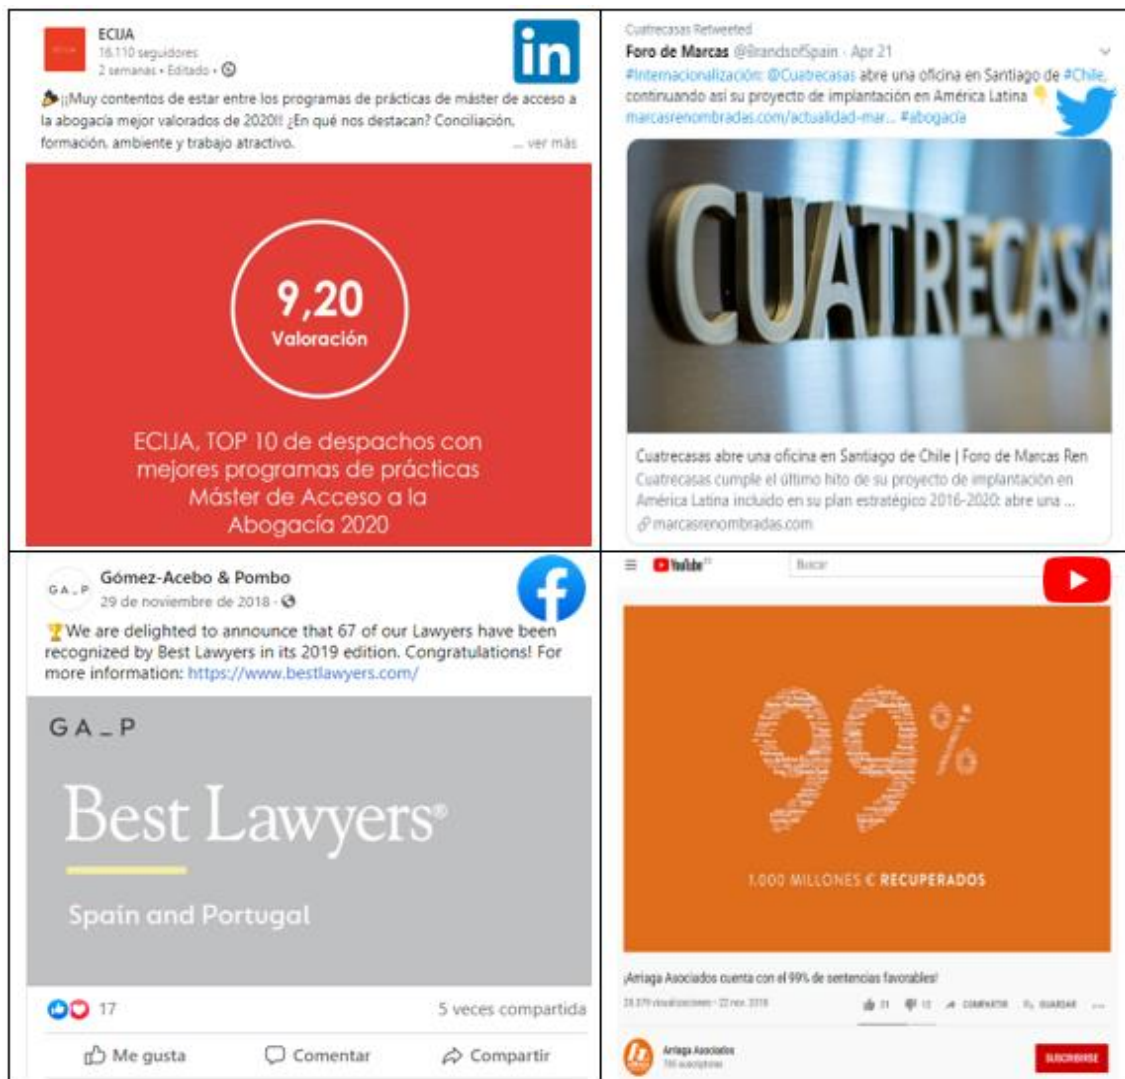 ECIJA
16.110 seguidores
2 semanas • Editado •
in
¡¡Muy contentos de estar entre los programas de prácticas de máster de acceso a
la abogacía mejor valorados de 2020!! ¿En qué nos destacan? Conciliación,
formación, ambiente y trabajo atractivo.
... ver más
9,20
Valoración
ECIJA, TOP 10 de despachos con
mejores programas de prácticas
Máster de Acceso a la
Abogacía 2020
Cuatrecasas Retweeted
Foro de Marcas @BrandsofSpain · Apr 21
#Internacionalización: @Cuatrecasas abre una oficina en Santiago de #Chile,
continuando así su proyecto de implantación en América Latina
marcasrenombradas.com/actualidad-mar... #abogacía
CUATRECASA
Cuatrecasas abre una oficina en Santiago de Chile | Foro de Marcas Ren
Cuatrecasas cumple el último hito de su proyecto de implantación en
América Latina incluido en su plan estratégico 2016-2020: abre una ...
marcasrenombradas.com
GA_P
Gómez-Acebo & Pombo
29 de noviembre de 2018 ·
We are delighted to announce that 67 of our Lawyers have been
recognized by Best Lawyers in its 2019 edition. Congratulations! For
more information: https://www.bestlawyers.com/
GA_P
Best Lawyers®
Spain and Portugal
17
5 veces compartida
Me gusta
Comentar
Compartir
YouTube ES
Buscar
99%
1.000 MILLONES € RECUPERADOS
¡Arriaga Asociados cuenta con el 99% de sentencias favorables!
visualizaciones • 22 nov. 2018
COMPARTIR
GUARDAR
...
Arriaga Asociados
suscriptores
SUSCRIBIRSE